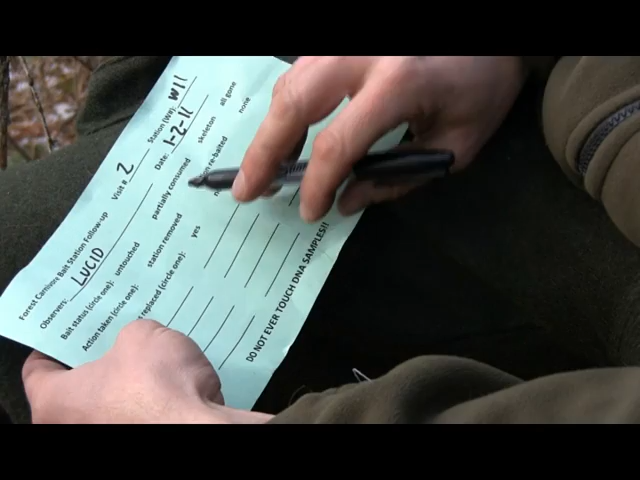 Forest Carnivore Bait Station Follow-up Visit # 2 Station (W#): W11
Observers: LUCID Date: 1-2-11
Bait status (circle one): untouched partially consumed skeleton all gone
Action taken (circle one): station removed re-baited none
replaced (circle one): yes
DO NOT EVER TOUCH DNA SAMPLES!!